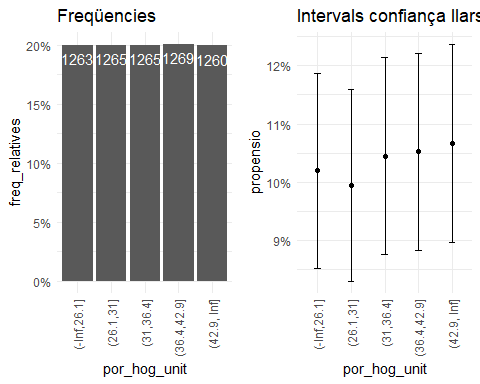 Freqüencies
20%
15%
10%
5%
0%
freq_relatives
1263
1265
1265
1269
1260
(-Inf,26.1]
(26.1,31]
(31,36.4]
(36.4,42.9]
(42.9, Inf]
por_hog_unit
Intervals confiança llars
12%
11%
10%
9%
propensio
(-Inf,26.1]
(26.1,31]
(31,36.4]
(36.4,42.9]
(42.9, Inf]
por_hog_unit